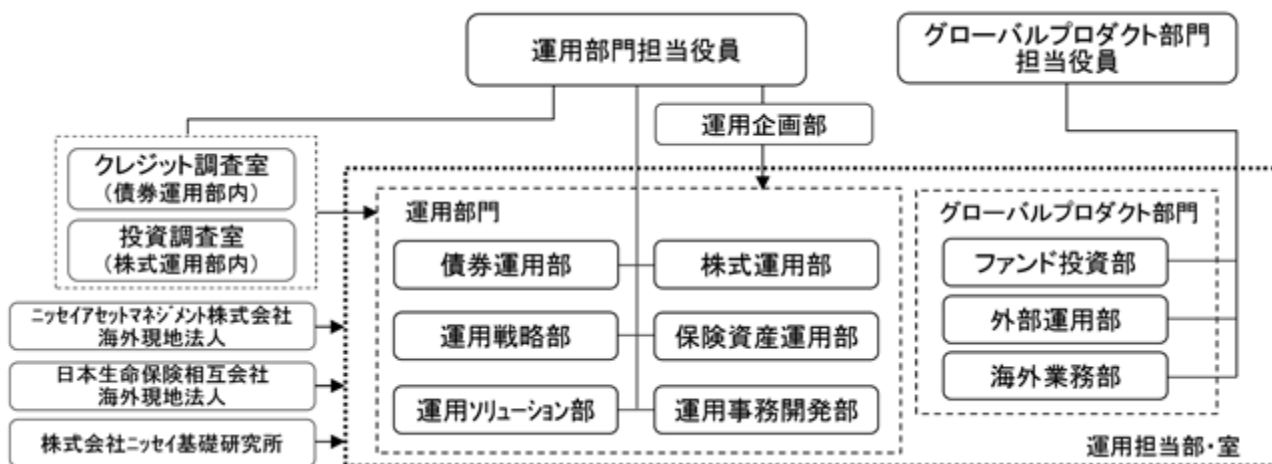 運用部門担当役員
グローバルプロダクト部門
担当役員
運用企画部
クレジット調査室
(債券運用部内)
投資調査室
(株式運用部内)
ニッセイアセットマネジメント株式会社
海外現地法人
日本生命保険相互会社
海外現地法人
株式会社ニッセイ基礎研究所
運用部門
債券運用部
株式運用部
運用戦略部
保険資産運用部
運用ソリューション部
運用事務開発部
グローバルプロダクト部門
ファンド投資部
外部運用部
海外業務部
運用担当部・室